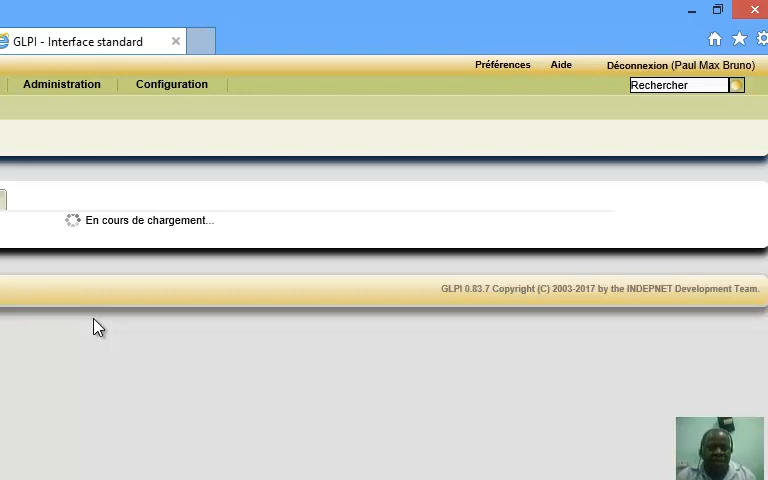 GLPI - Interface standard
Préférences Aide Déconnexion (Paul Max Bruno)
Administration Configuration Rechercher
En cours de chargement...
GLPI 0.83.7 Copyright (C) 2003-2017 by the INDEPNET Development Team.